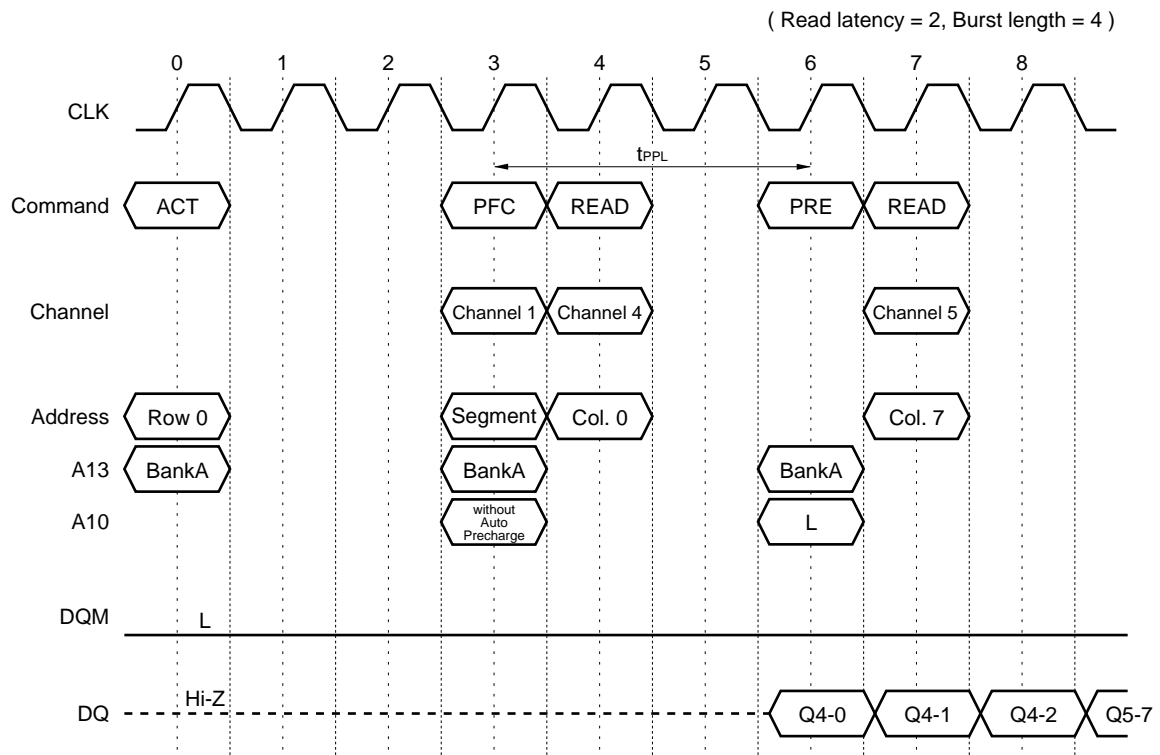 ( Read latency = 2, Burst length = 4 )
0 1 2 3 4 5 6 7 8
CLK
tPPL
Command ACT PFC READ PRE READ
Channel Channel 1 Channel 4 Channel 5
Address Row 0 Segment Col. 0 Col. 7
A13 BankA BankA BankA
A10 without Auto Precharge L
DQM L
Hi-Z
DQ Q4-0 Q4-1 Q4-2 Q5-7